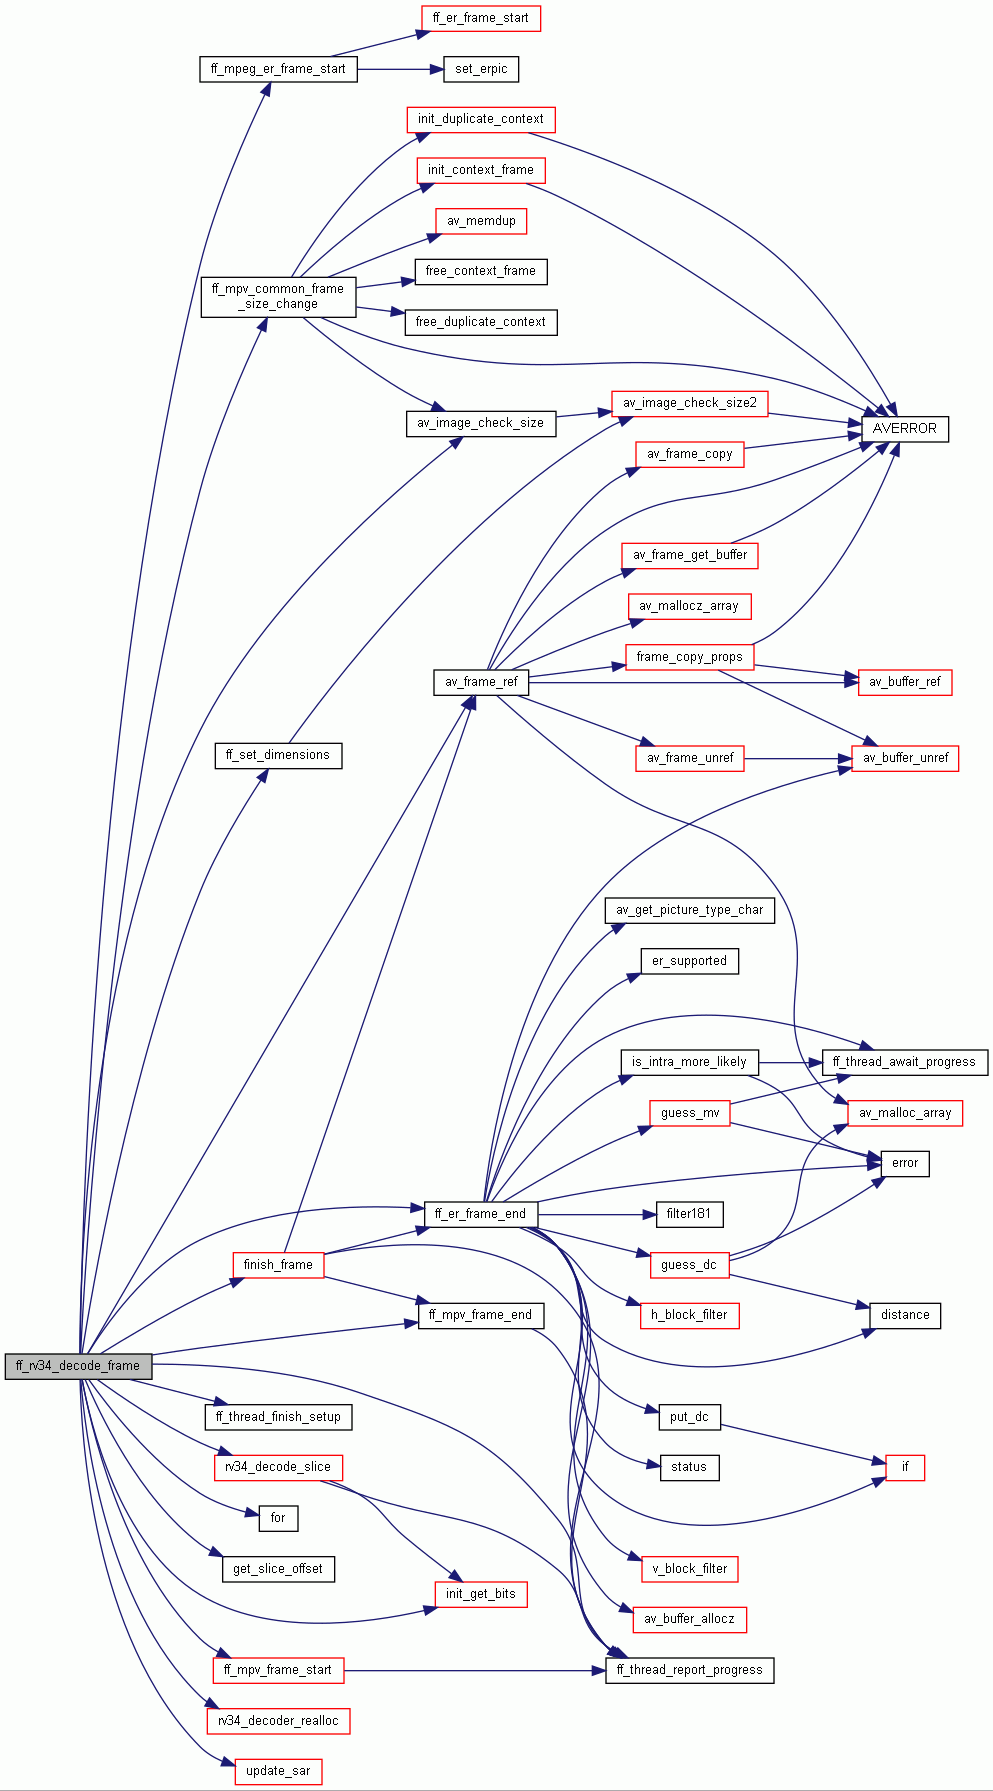 ff_er_frame_start
ff_mpeg_er_frame_start
set_erpic
init_duplicate_context
init_context_frame
av_memdup
free_context_frame
ff_mpv_common_frame
_size_change
free_duplicate_context
av_image_check_size2
av_image_check_size
AVERROR
av_frame_copy
av_frame_get_buffer
av_mallocz_array
frame_copy_props
av_frame_ref
av_buffer_ref
ff_set_dimensions
av_frame_unref
av_buffer_unref
av_get_picture_type_char
er_supported
is_intra_more_likely
ff_thread_await_progress
guess_mv
av_malloc_array
error
ff_er_frame_end
filter181
finish_frame
guess_dc
ff_mpv_frame_end
h_block_filter
distance
ff_rv34_decode_frame
ff_thread_finish_setup
put_dc
rv34_decode_slice
status
if
for
get_slice_offset
v_block_filter
init_get_bits
av_buffer_allocz
ff_mpv_frame_start
ff_thread_report_progress
rv34_decoder_realloc
update_sar